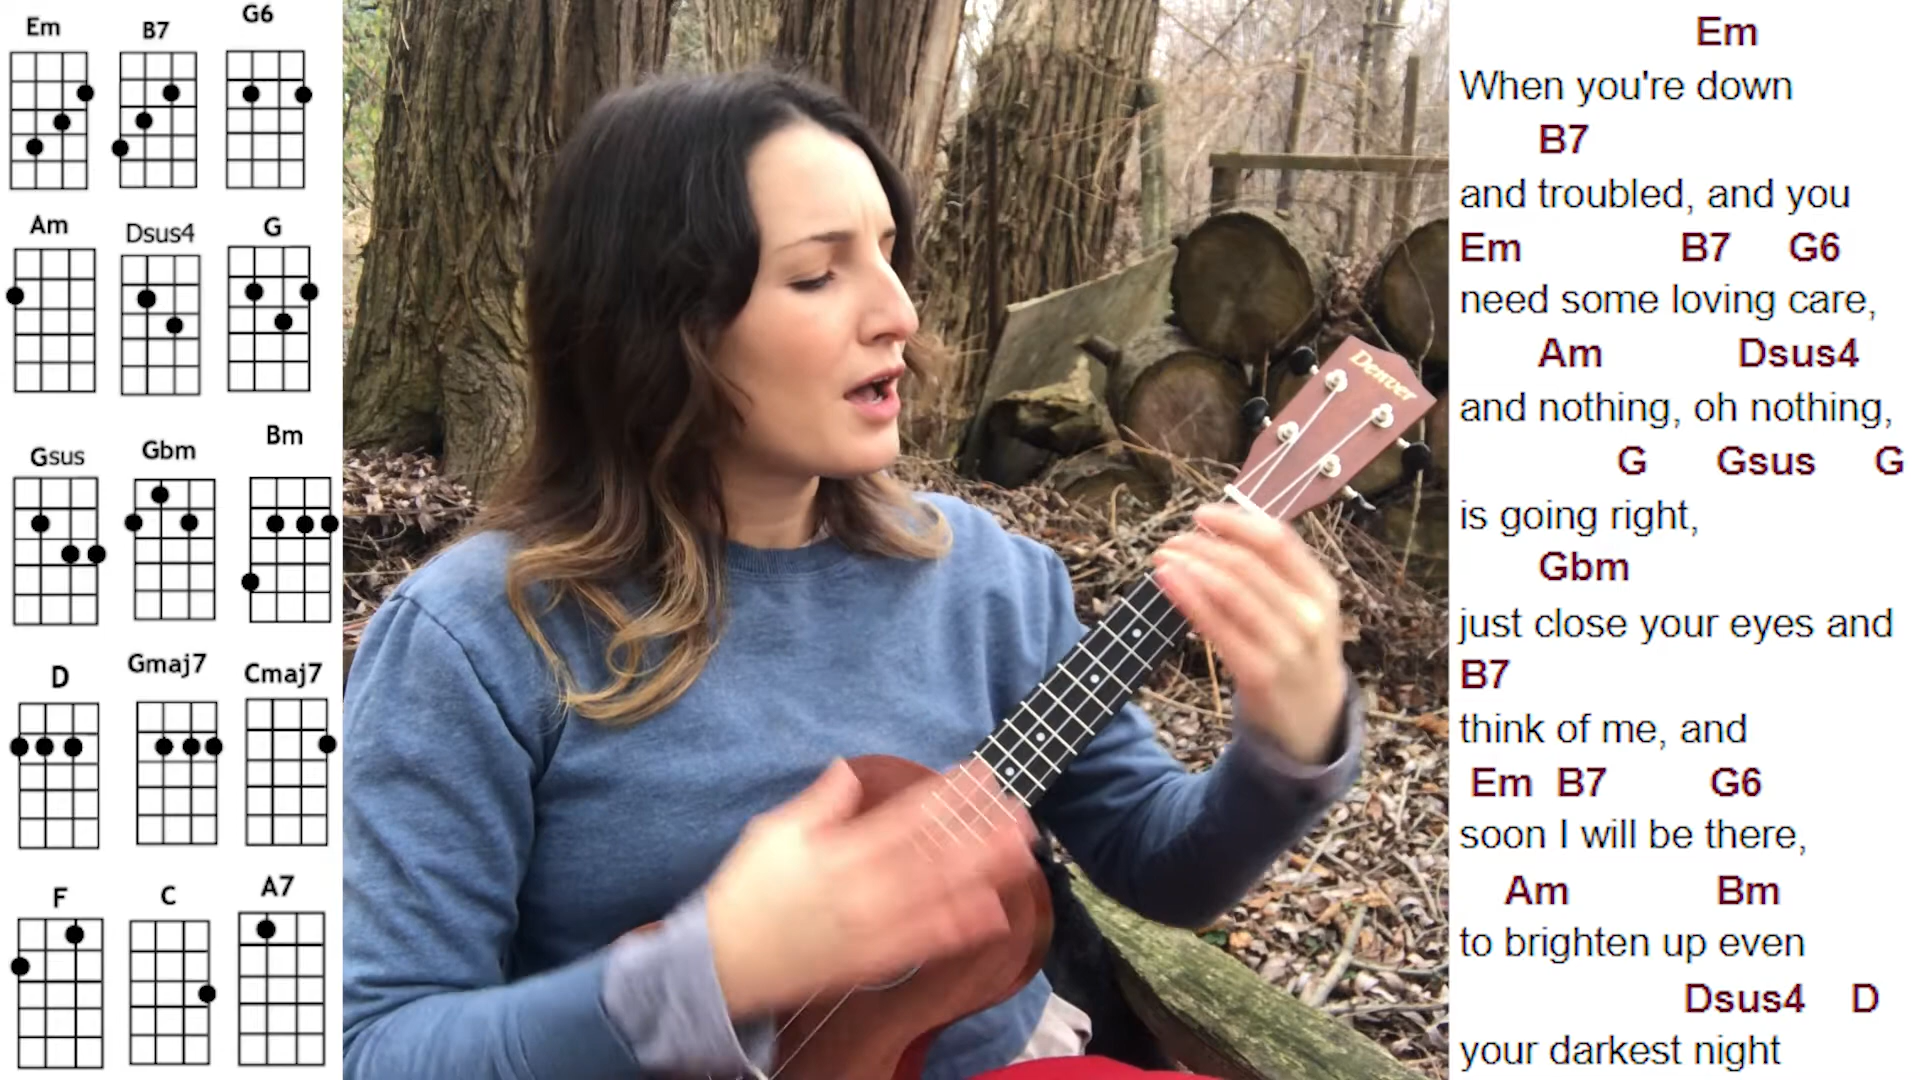 Em B7 G6
Am Dsus4 G
Gsus Gbm Bm
D Gmaj7 Cmaj7
F C A7
Denver
Em
When you're down
B7
and troubled, and you
Em B7 G6
need some loving care,
Am Dsus4
and nothing, oh nothing,
G Gsus G
is going right,
Gbm
just close your eyes and
B7
think of me, and
Em B7 G6
soon I will be there,
Am Bm
to brighten up even
Dsus4 D
your darkest night